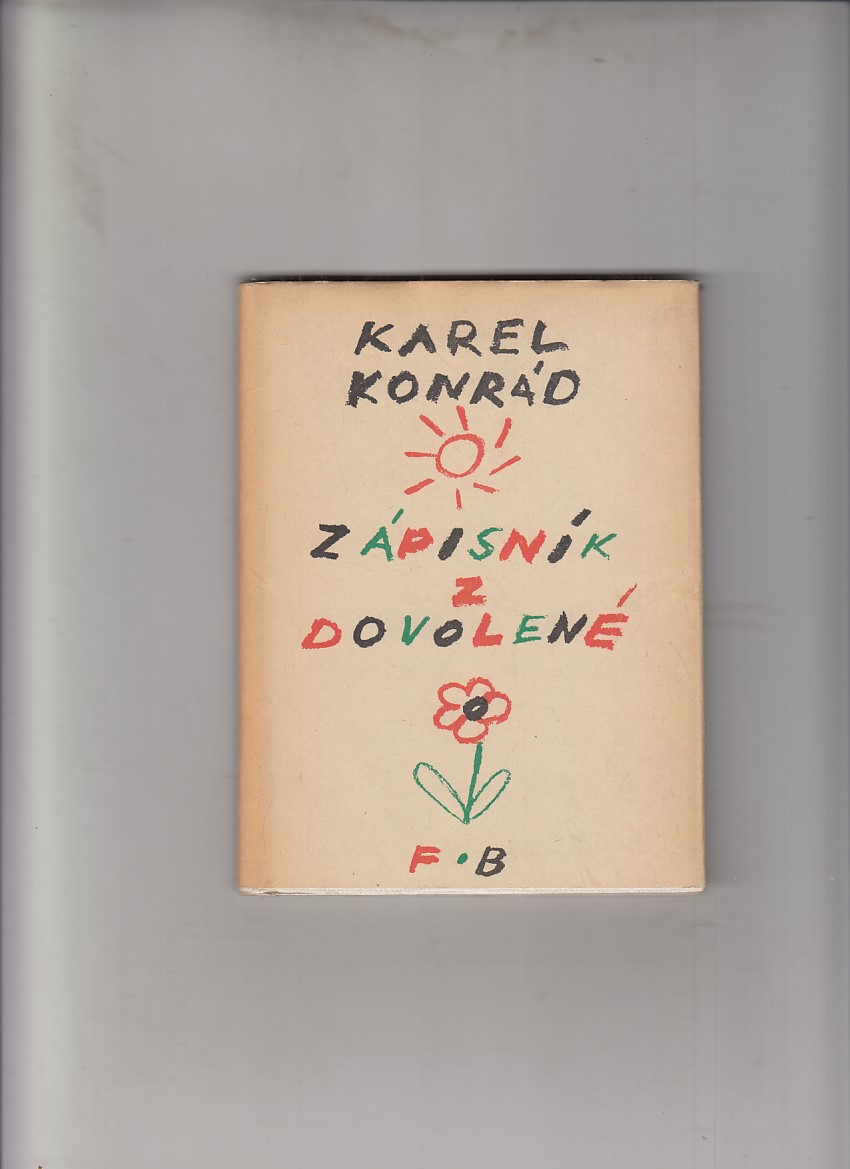 KAREL
KONRÁD
ZÁPISNÍK
Z
DOVOLENÉ
F·B